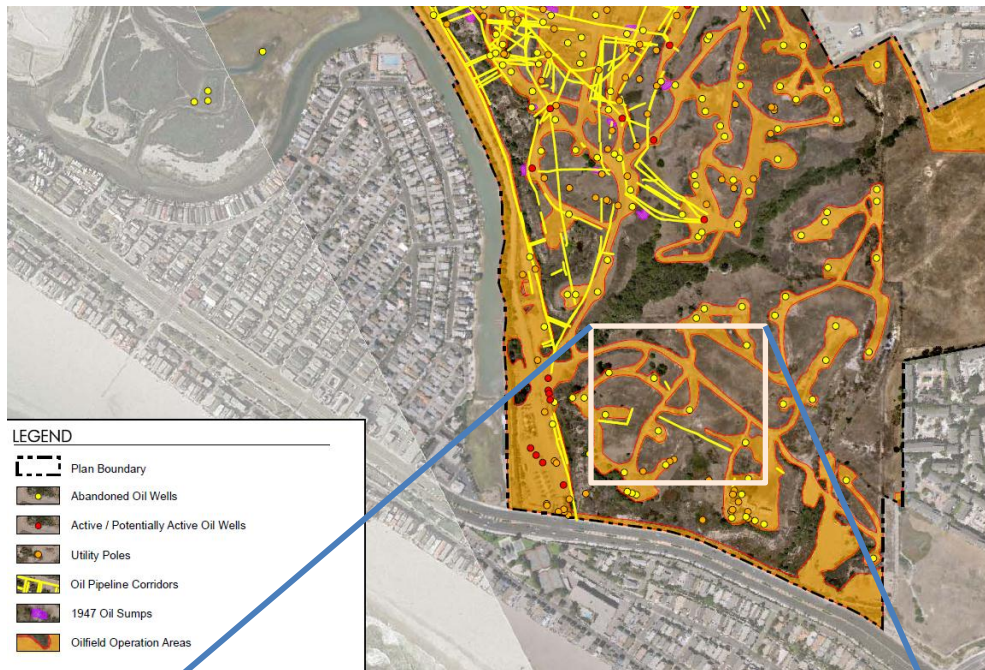 LEGEND
Plan Boundary
Abandoned Oil Wells
Active / Potentially Active Oil Wells
Utility Poles
Oil Pipeline Corridors
1947 Oil Sumps
Oilfield Operation Areas